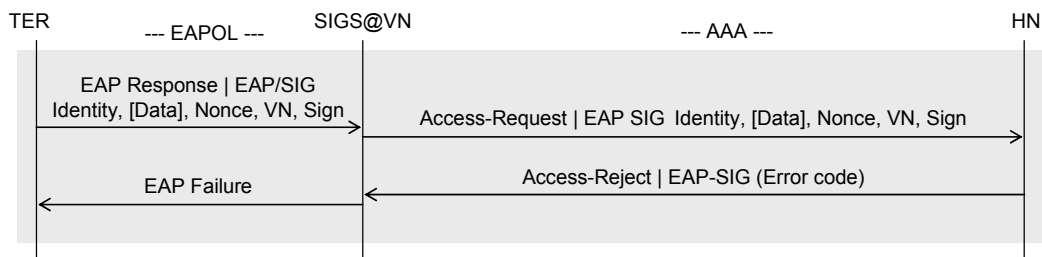 TER
SIGS@VN
HN
--- EAPOL ---
--- AAA ---
EAP Response | EAP/SIG
Identity, [Data], Nonce, VN, Sign
Access-Request | EAP SIG Identity, [Data], Nonce, VN, Sign
Access-Reject | EAP-SIG (Error code)
EAP Failure